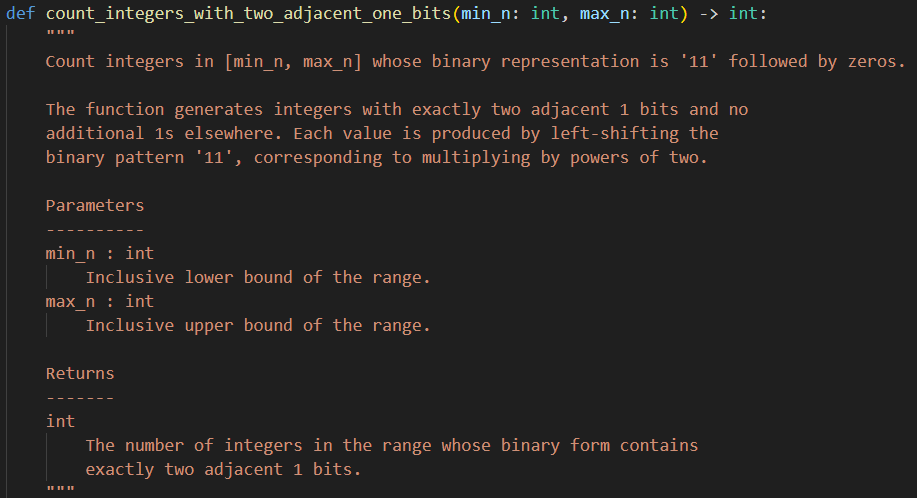 def count_integers_with_two_adjacent_one_bits(min_n: int, max_n: int) -> int:
"""
Count integers in [min_n, max_n] whose binary representation is '11' followed by zeros.
The function generates integers with exactly two adjacent 1 bits and no
additional 1s elsewhere. Each value is produced by left-shifting the
binary pattern '11', corresponding to multiplying by powers of two.
Parameters
----------
min_n : int
Inclusive lower bound of the range.
max_n : int
Inclusive upper bound of the range.
Returns
-------
int
The number of integers in the range whose binary form contains
exactly two adjacent 1 bits.
"""